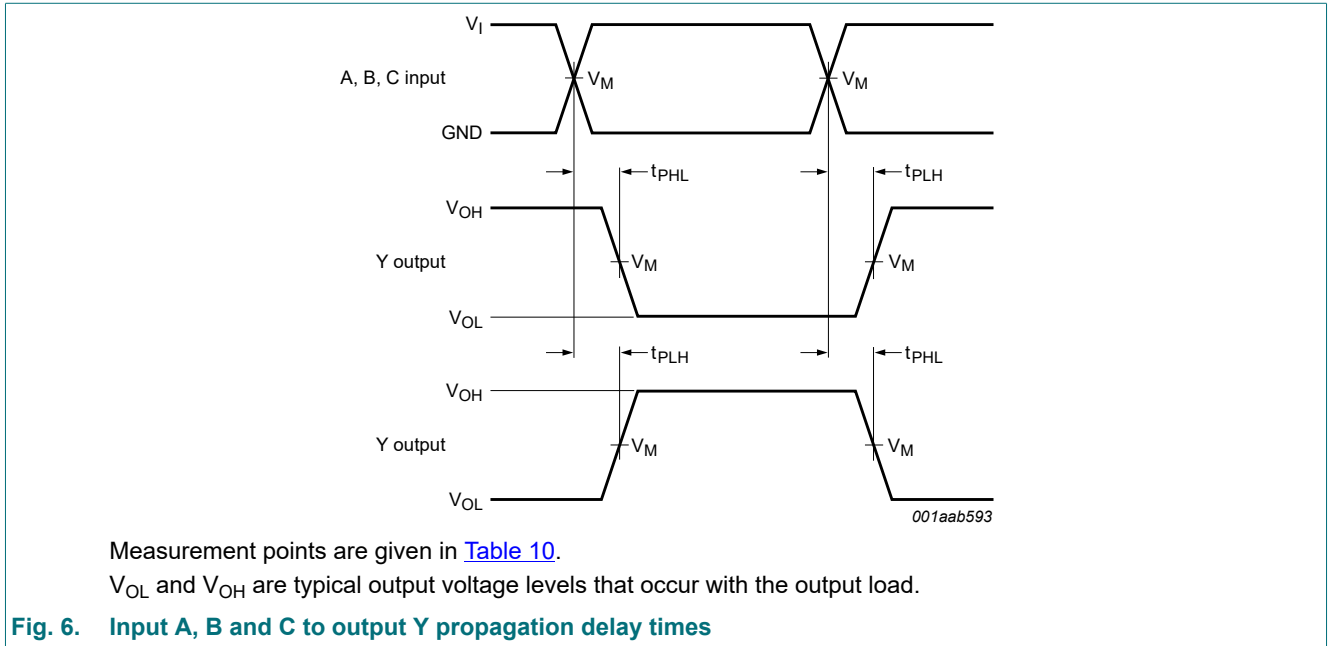 V_I
A, B, C input
V_M V_M
GND
t_PHL t_PLH
V_OH
Y output
V_M V_M
V_OL
t_PLH t_PHL
V_OH
Y output
V_M V_M
V_OL
001aab593
Measurement points are given in Table 10.
V_OL and V_OH are typical output voltage levels that occur with the output load.
Fig. 6. Input A, B and C to output Y propagation delay times